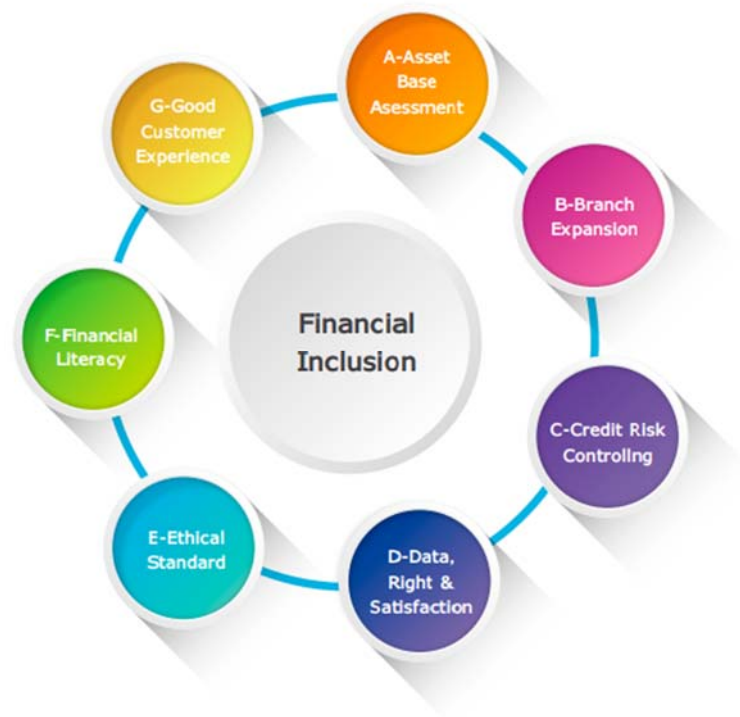 A-Asset
Base
Asessment
G-Good
Customer
Experience
B-Branch
Expansion
Financial
Inclusion
F-Financial
Literacy
C-Credit Risk
Controling
E-Ethical
Standard
D-Data,
Right &
Satisfaction